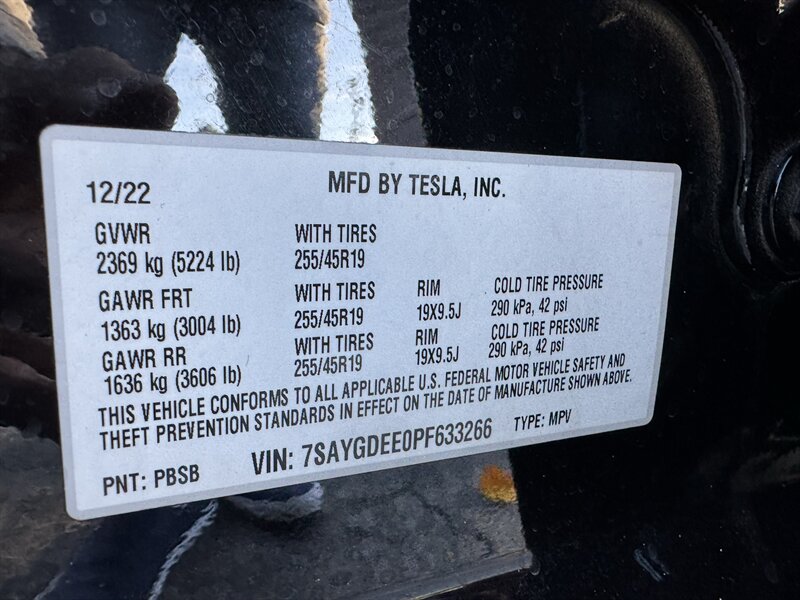 12/22 MFD BY TESLA, INC.
GVWR WITH TIRES
2369 kg (5224 lb) 255/45R19
GAWR FRT WITH TIRES RIM COLD TIRE PRESSURE
1363 kg (3004 lb) 255/45R19 19X9.5J 290 kPa, 42 psi
GAWR RR WITH TIRES RIM COLD TIRE PRESSURE
1636 kg (3606 lb) 255/45R19 19X9.5J 290 kPa, 42 psi
THIS VEHICLE CONFORMS TO ALL APPLICABLE U.S. FEDERAL MOTOR VEHICLE SAFETY AND
THEFT PREVENTION STANDARDS IN EFFECT ON THE DATE OF MANUFACTURE SHOWN ABOVE.
PNT: PBSB VIN: 7SAYGDEE0PF633266 TYPE: MPV